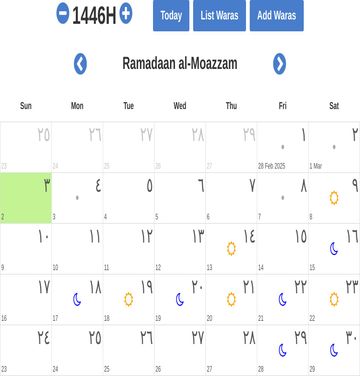 1446H
Today List Waras Add Waras
Ramadaan al-Moazzam
Sun Mon Tue Wed Thu Fri Sat
٢٥ ٢٦ ٢٧ ٢٨ ٢٩ ١ ٢
23 24 25 26 27 28 Feb 2025 1 Mar
٣ ٤ ٥ ٦ ٧ ٨ ٩
2 3 4 5 6 7 8
١٠ ١١ ١٢ ١٣ ١٤ ١٥ ١٦
9 10 11 12 13 14 15
١٧ ١٨ ١٩ ٢٠ ٢١ ٢٢ ٢٣
16 17 18 19 20 21 22
٢٤ ٢٥ ٢٦ ٢٧ ٢٨ ٢٩ ٣٠
23 24 25 26 27 28 29